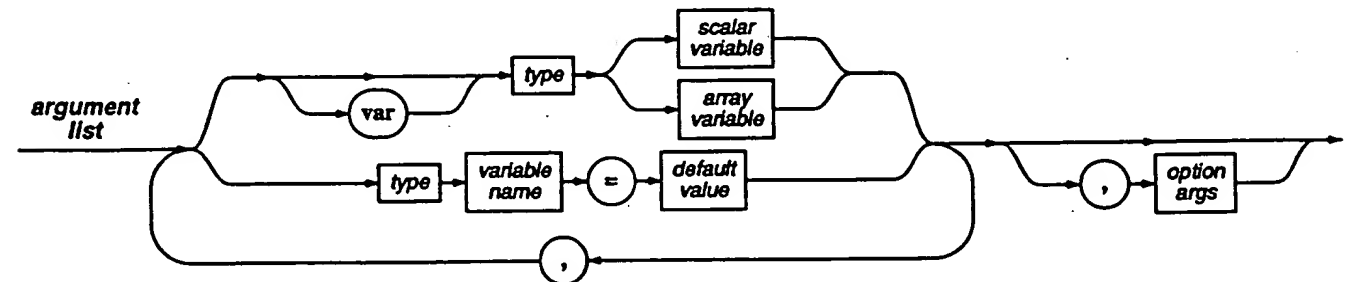 argument
list
var
type
scalar
variable
array
variable
type
variable
name
=
default
value
,
,
option
args